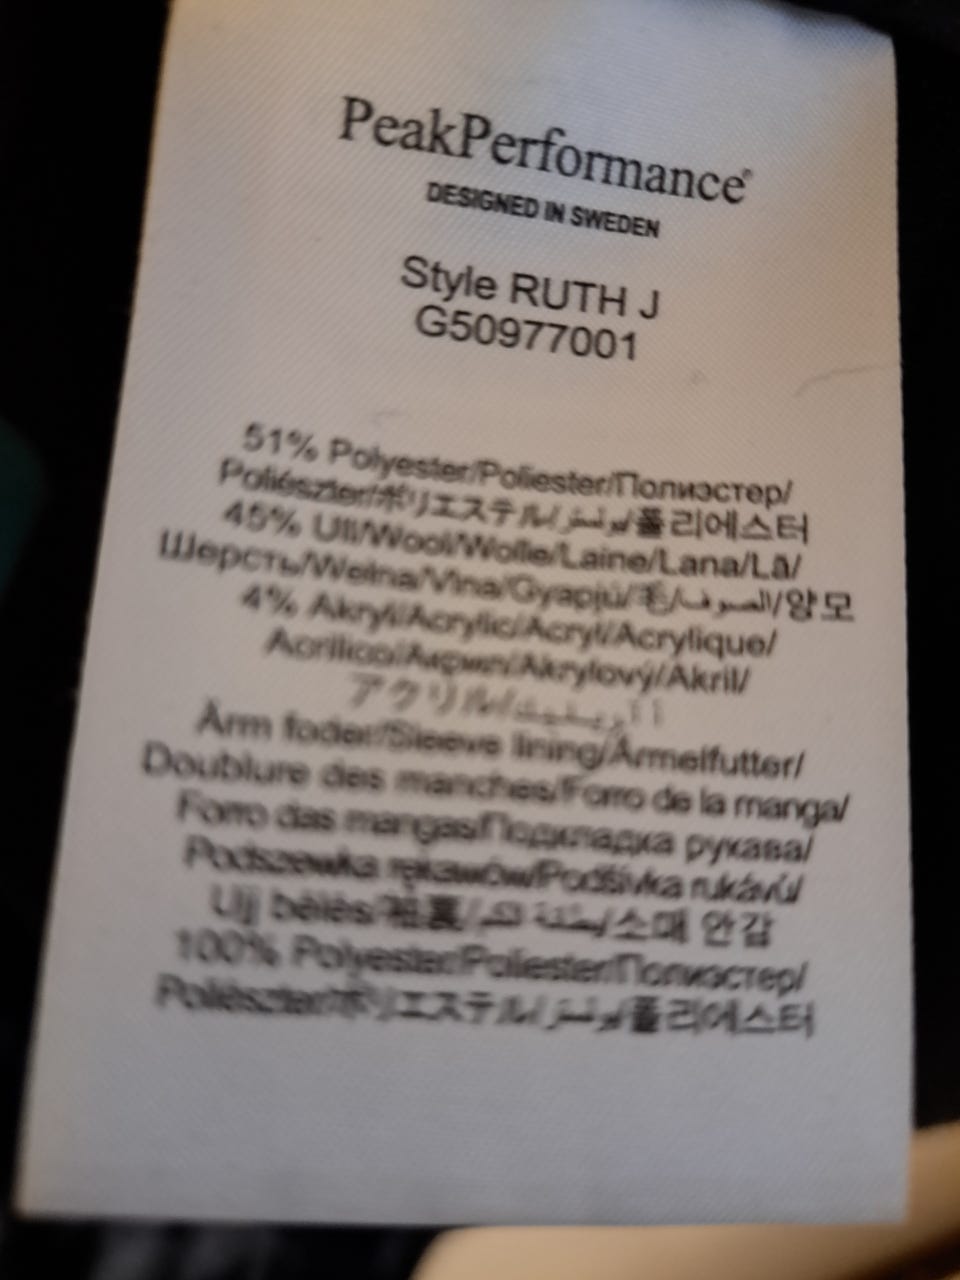 PeakPerformance®
DESIGNED IN SWEDEN
Style RUTH J
G50977001
51% Polyester/Poliester/Полиэстер/
Poliészter/ポリエステル/بوليستر/폴리에스터
45% Ull/Wool/Wolle/Laine/Lana/Lã/
Шерсть/Wełna/Vlna/Gyapjú/毛/الصوف/양모
4% Akryl/Acrylic/Acryl/Acrylique/
Acrilico/Акрил/Akrylový/Akril/
アクリル/
Ärm foder/Sleeve lining/Ärmelfutter/
Doublure des manches/Forro de la manga/
Forro das mangas/Подкладка рукава/
Podszewka rękawów/Podšívka rukávů/
Ujj bélés/袖裏/소매 안감
100% Polyester/Poliester/Полиэстер/
Poliészter/ポリエステル/بوليستر/폴리에스터